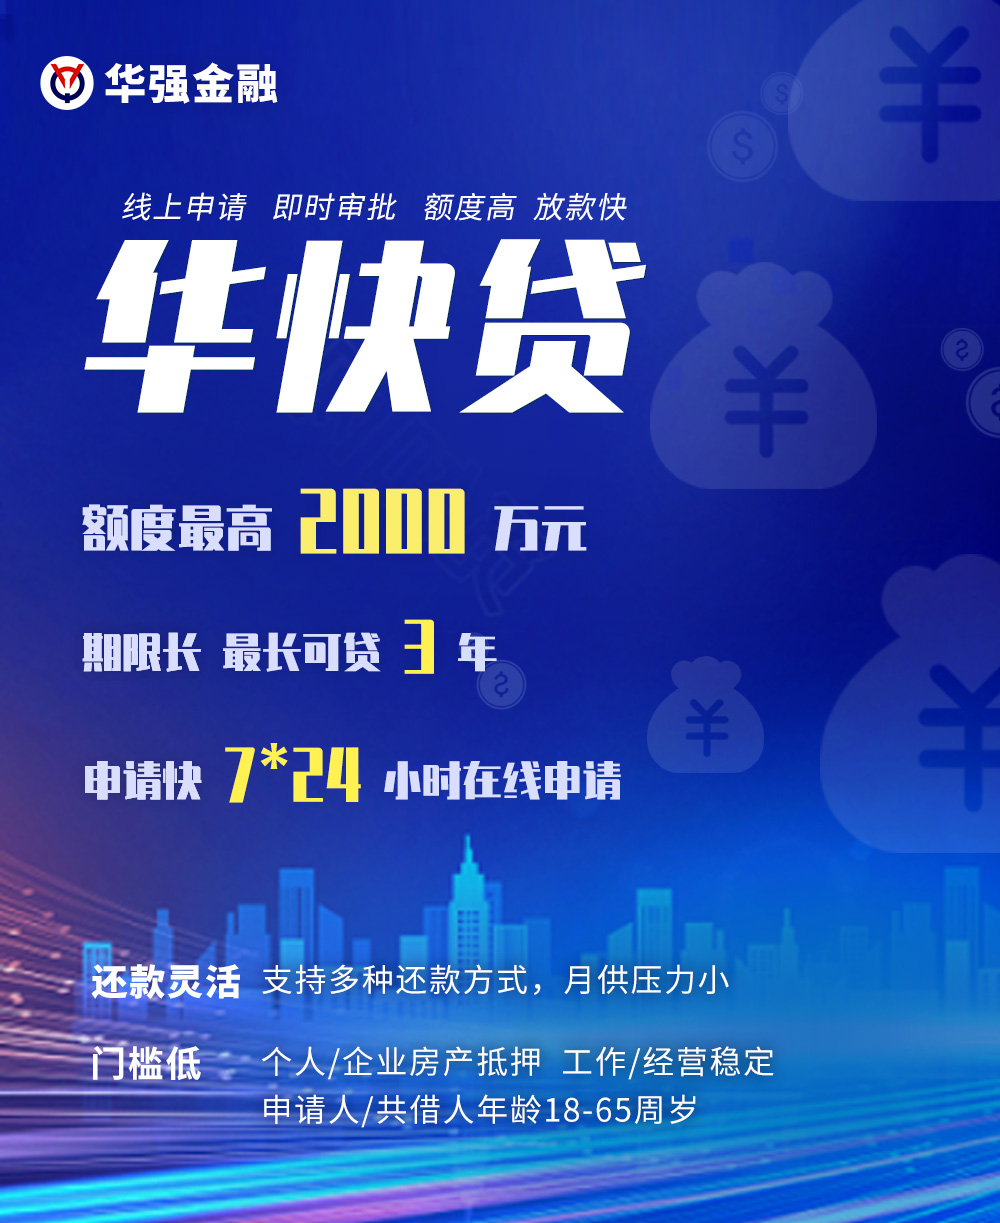 华强金融
线上申请 即时审批 额度高 放款快
华快贷
额度最高 2000 万元
期限长 最长可贷 3 年
申请快 7*24 小时在线申请
还款灵活 支持多种还款方式，月供压力小
门槛低 个人/企业房产抵押 工作/经营稳定
申请人/共借人年龄18-65周岁